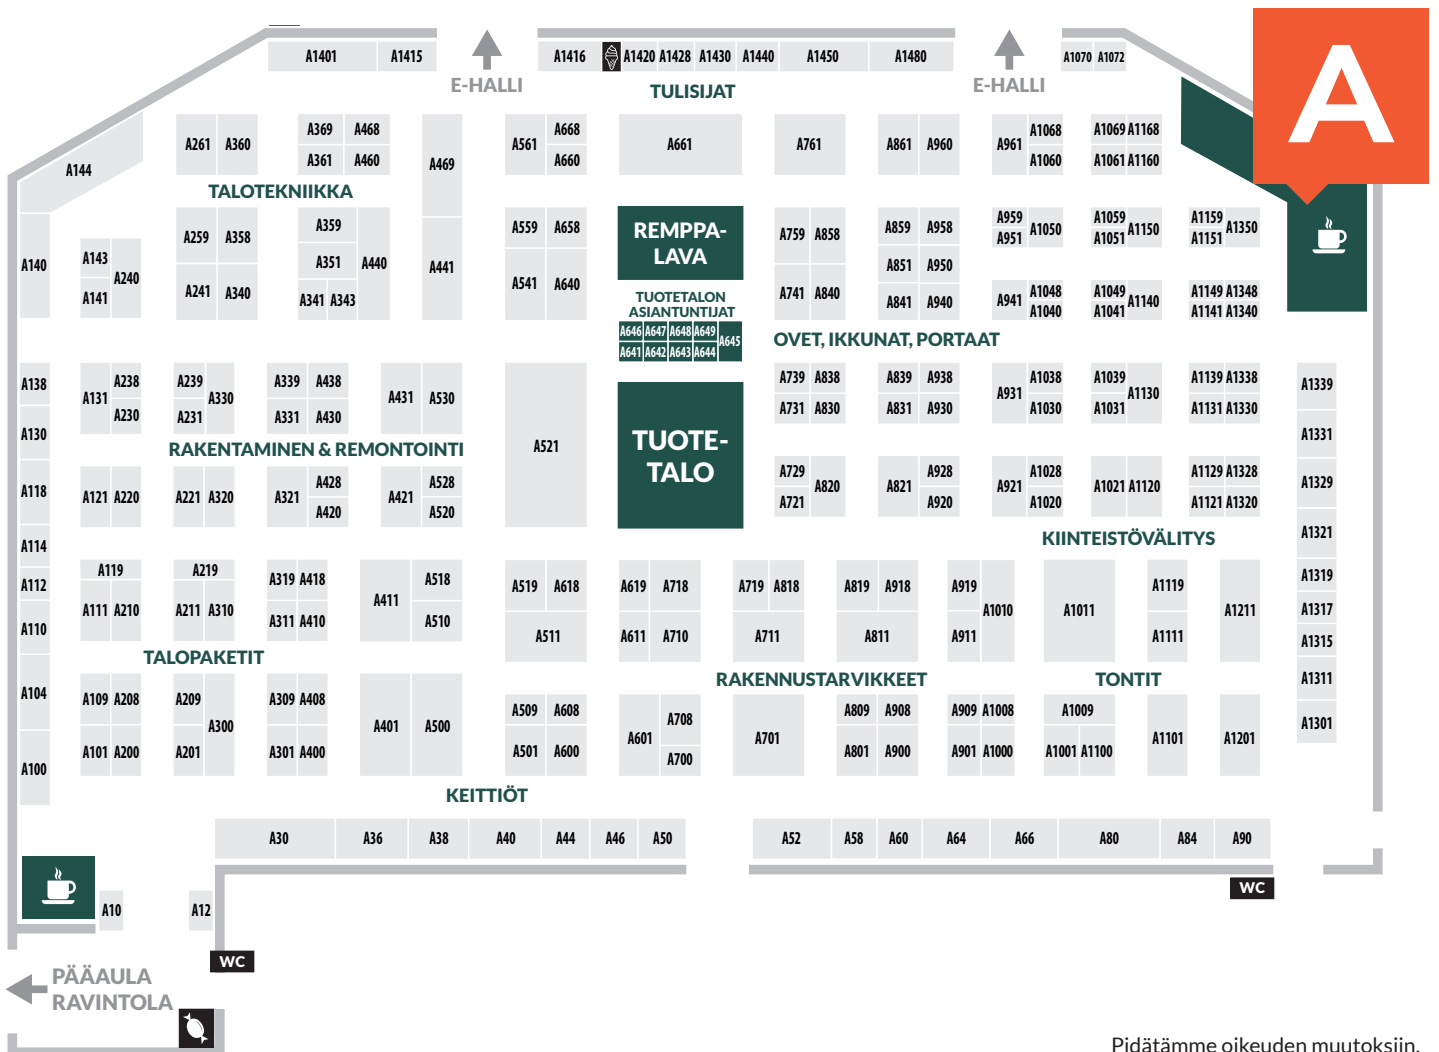 A
A1401 A1415 A1416 A1420 A1428 A1430 A1440 A1450 A1480 A1070 A1072
E-HALLI E-HALLI
TULISIJAT
A144 A261 A360 A369 A468 A469 A561 A668 A661 A761 A861 A960 A961 A1068 A1069 A1168
A361 A460 A660 A1060 A1061 A1160
TALOTEKNIIKKA
A140 A143 A240 A259 A358 A359 A440 A441 A559 A658 A759 A858 A859 A958 A959 A1050 A1059 A1150 A1159 A1350
REMPPA-
LAVA
A951 A1051 A1151
A351 A851 A950
A141 A241 A340 A341 A343 A541 A640 A741 A840 A841 A940 A941 A1048 A1049 A1140 A1149 A1348
A1040 A1041 A1141 A1340
TUOTETALON
ASIANTUNTIJAT
A646 A647 A648 A649 A645
A641 A642 A643 A644
OVET, IKKUNAT, PORTAAT
A138 A131 A238 A239 A330 A339 A438 A431 A530 A521 A739 A838 A839 A938 A931 A1038 A1039 A1130 A1139 A1338 A1339
A130 A230 A231 A331 A430 A731 A830 A831 A930 A1030 A1031 A1131 A1330 A1331
RAKENTAMINEN & REMONTOINTI
TUOTE-
TALO
A118 A121 A220 A221 A320 A321 A428 A421 A528 A729 A820 A821 A928 A921 A1028 A1021 A1120 A1129 A1328 A1329
A420 A520 A721 A920 A1020 A1121 A1320
KIINTEISTÖVÄLITYS
A114 A1321
A112 A119 A219 A319 A418 A411 A518 A519 A618 A619 A718 A719 A818 A819 A918 A919 A1010 A1011 A1119 A1211 A1319
A110 A111 A210 A211 A310 A311 A410 A510 A511 A611 A710 A711 A811 A911 A1111 A1317
A1315
TALOPAKETIT
RAKENNUSTARVIKKEET
TONTIT
A104 A109 A208 A209 A300 A309 A408 A401 A500 A509 A608 A601 A708 A701 A809 A908 A909 A1008 A1009 A1101 A1201 A1311
A1301
A100 A101 A200 A201 A301 A400 A501 A600 A700 A801 A900 A901 A1000 A1001 A1100
KEITTIÖT
A30 A36 A38 A40 A44 A46 A50 A52 A58 A60 A64 A66 A80 A84 A90
WC
A10 A12
WC
PÄÄAULA
RAVINTOLA
Pidätämme oikeuden muutoksiin.